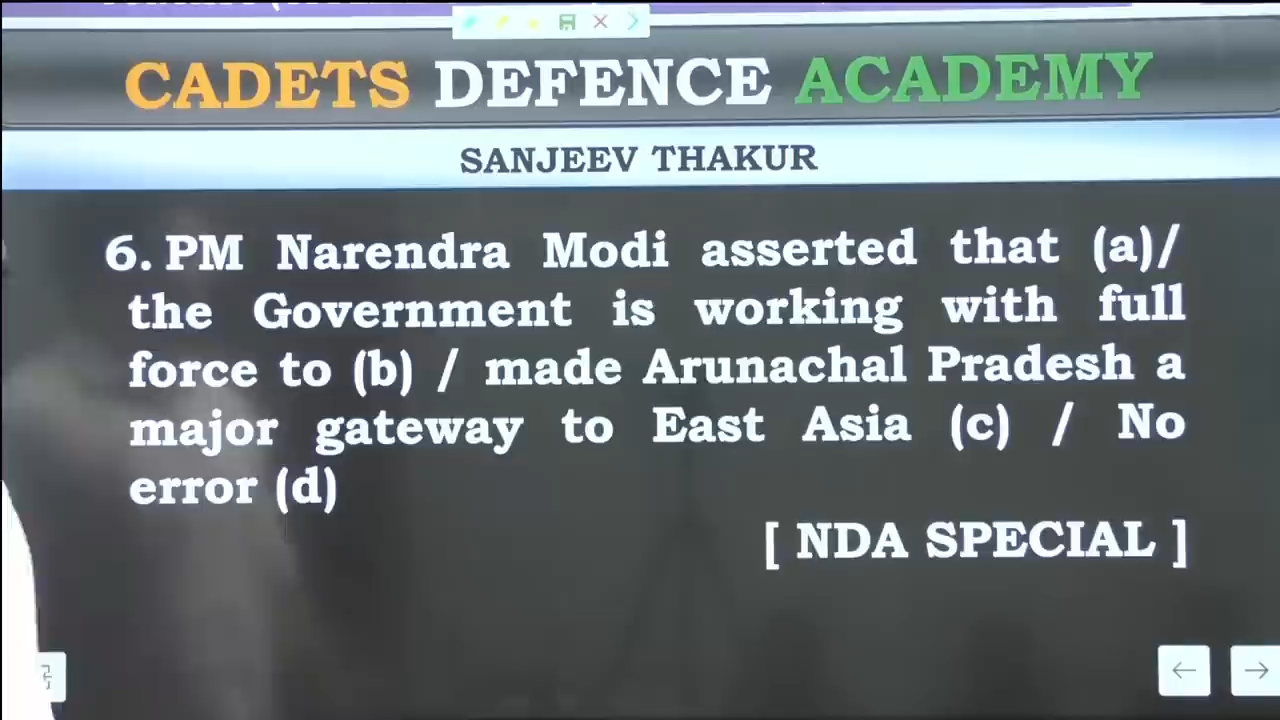 CADETS DEFENCE ACADEMY
SANJEEV THAKUR
6. PM Narendra Modi asserted that (a)/
the Government is working with full
force to (b) / made Arunachal Pradesh a
major gateway to East Asia (c) / No
error (d)
[ NDA SPECIAL ]